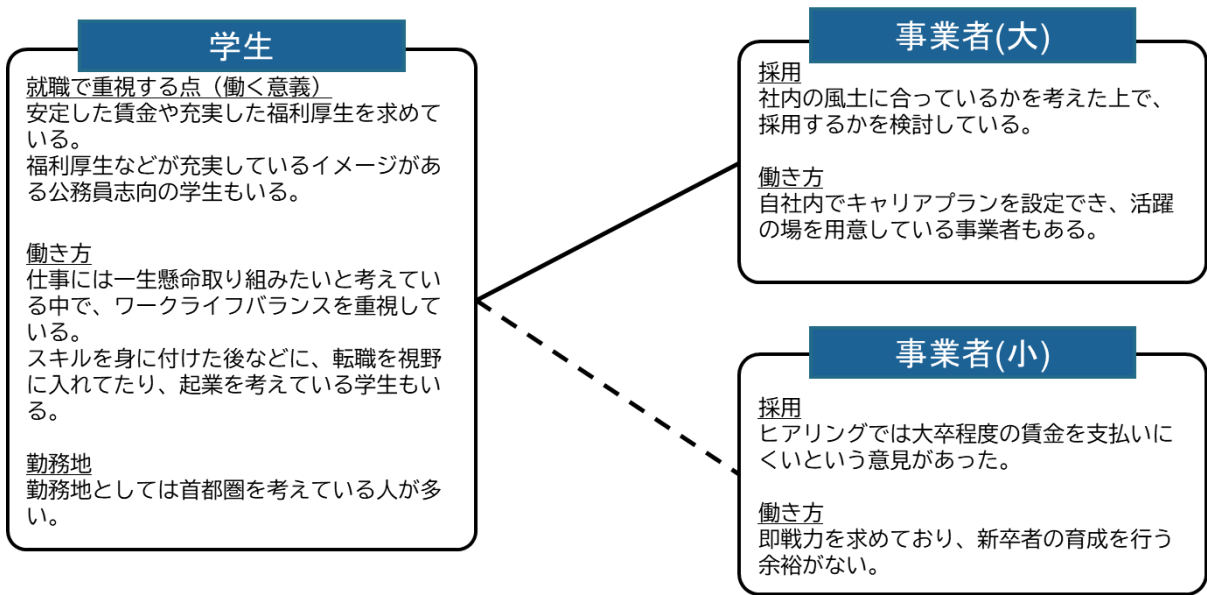 学生
就職で重視する点（働く意義）
安定した賃金や充実した福利厚生を求めて
いる。
福利厚生などが充実しているイメージがあ
る公務員志向の学生もいる。
働き方
仕事には一生懸命取り組みたいと考えてい
る中で、ワークライフバランスを重視して
いる。
スキルを身に付けた後などに、転職を視野
に入れてたり、起業を考えている学生もい
る。
勤務地
勤務地としては首都圏を考えている人が多
い。
事業者(大)
採用
社内の風土に合っているかを考えた上で、
採用するかを検討している。
働き方
自社内でキャリアプランを設定でき、活躍
の場を用意している事業者もある。
事業者(小)
採用
ヒアリングでは大卒程度の賃金を支払いに
くいという意見があった。
働き方
即戦力を求めており、新卒者の育成を行う
余裕がない。